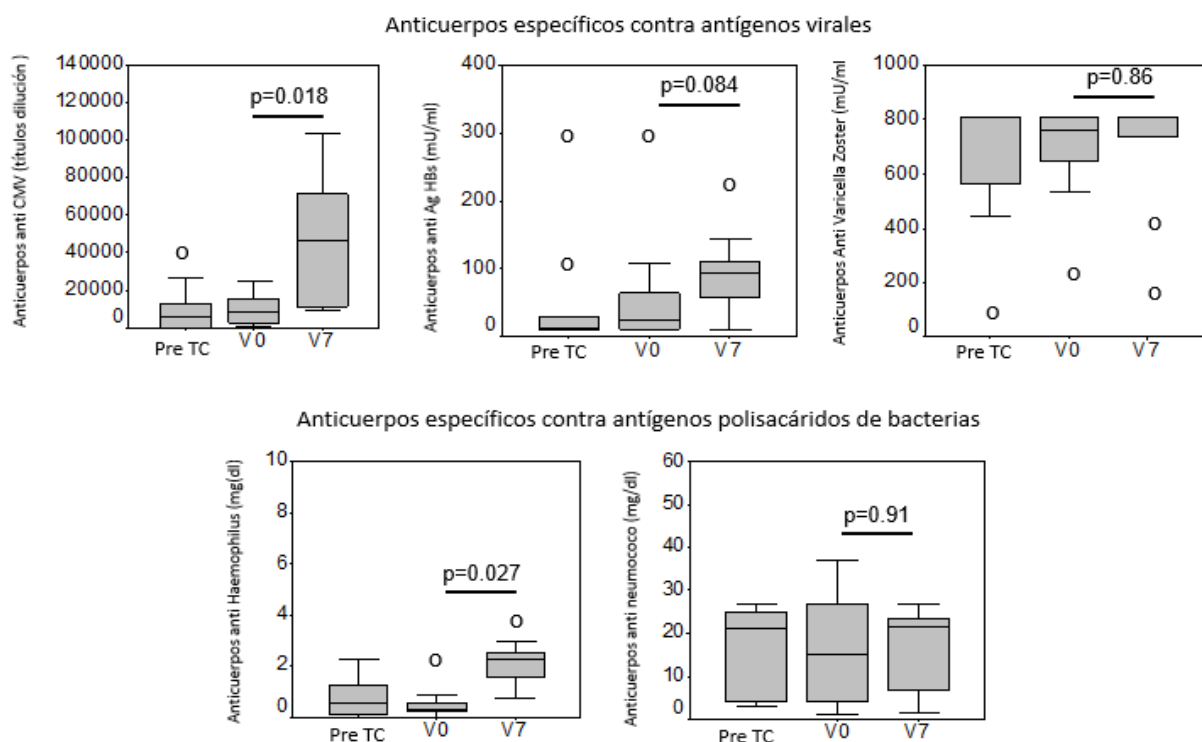 Anticuerpos específicos contra antígenos virales
Anticuerpos anti CMV (títulos dilución )
140000
120000
100000
80000
60000
40000
20000
0
p=0.018
Pre TC
V0
V7
Anticuerpos anti Ag HBs (mU/ml)
400
300
200
100
0
p=0.084
Pre TC
V0
V7
Anticuerpos Anti Varicella Zoster (mU/ml
1000
800
600
400
200
0
p=0.86
Pre TC
V0
V7
Anticuerpos específicos contra antígenos polisacáridos de bacterias
Anticuerpos anti Haemophilus (mg(dl)
10
8
6
4
2
0
p=0.027
Pre TC
V0
V7
Anticuerpos anti neumococo (mg/dl)
60
50
40
30
20
10
0
p=0.91
Pre TC
V0
V7